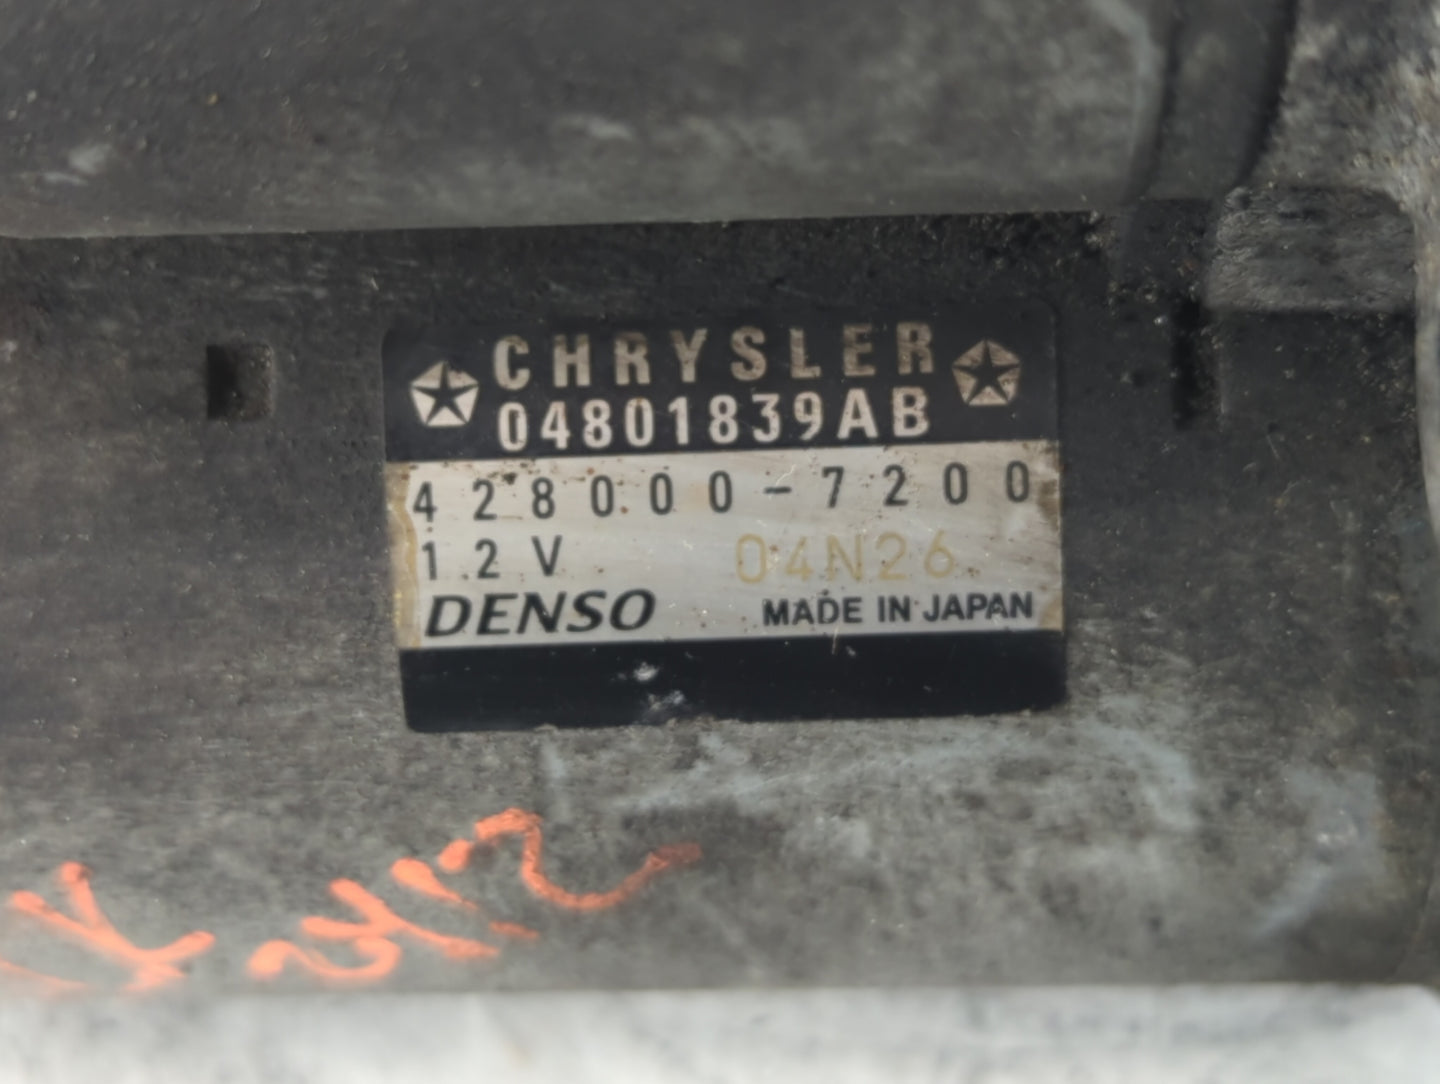 CHRYSLER
04801839AB
428000-7200
12V 04N26
DENSO MADE IN JAPAN